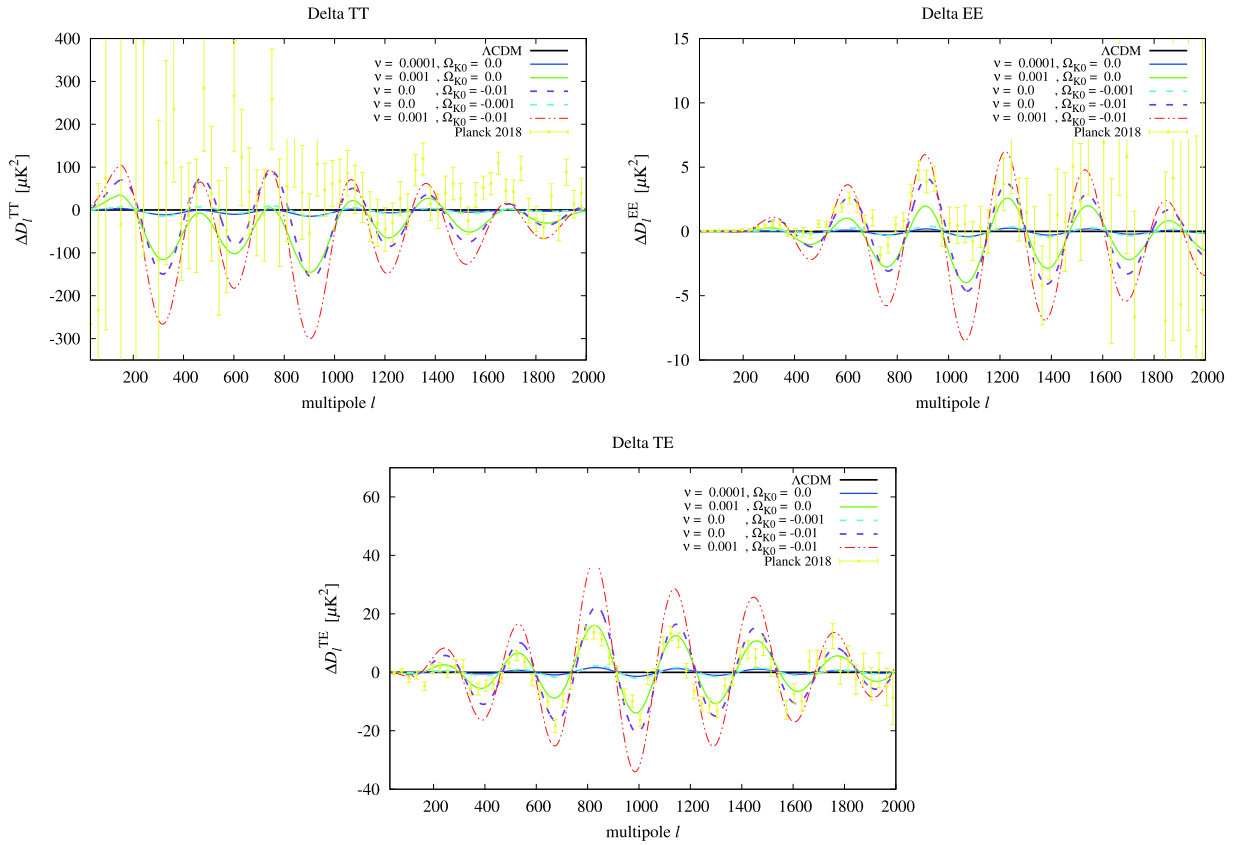 Delta TT
400
300
200
100
0
-100
-200
-300
ΔD_l^TT [μK²]
ΛCDM
ν = 0.0001, Ω_K0 = 0.0
ν = 0.001 , Ω_K0 = 0.0
ν = 0.0 , Ω_K0 = -0.01
ν = 0.0 , Ω_K0 = -0.001
ν = 0.001 , Ω_K0 = -0.01
Planck 2018
200 400 600 800 1000 1200 1400 1600 1800 2000
multipole l
Delta EE
15
10
5
0
-5
-10
ΔD_l^EE [μK²]
ΛCDM
ν = 0.0001, Ω_K0 = 0.0
ν = 0.001 , Ω_K0 = 0.0
ν = 0.0 , Ω_K0 = -0.001
ν = 0.0 , Ω_K0 = -0.01
ν = 0.001 , Ω_K0 = -0.01
Planck 2018
200 400 600 800 1000 1200 1400 1600 1800 2000
multipole l
Delta TE
60
40
20
0
-20
-40
ΔD_l^TE [μK²]
ΛCDM
ν = 0.0001, Ω_K0 = 0.0
ν = 0.001 , Ω_K0 = 0.0
ν = 0.0 , Ω_K0 = -0.001
ν = 0.0 , Ω_K0 = -0.01
ν = 0.001 , Ω_K0 = -0.01
Planck 2018
200 400 600 800 1000 1200 1400 1600 1800 2000
multipole l